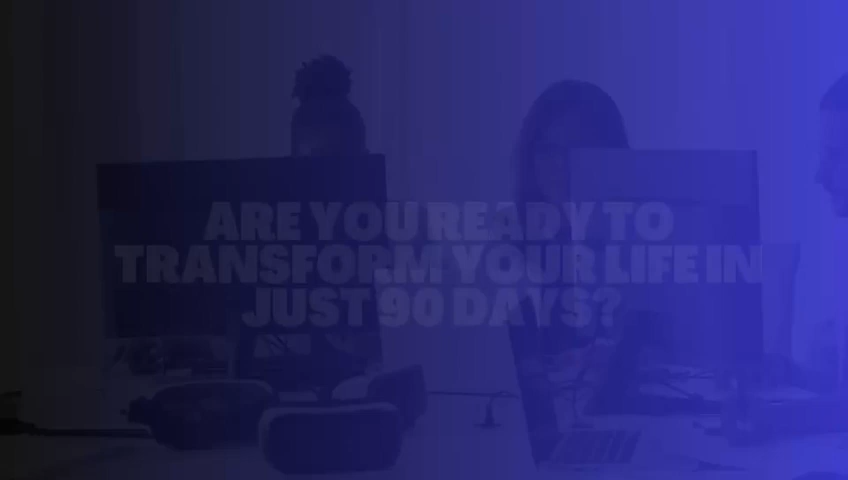 ARE YOU READY TO
TRANSFORM YOUR LIFE IN
JUST 90 DAYS?